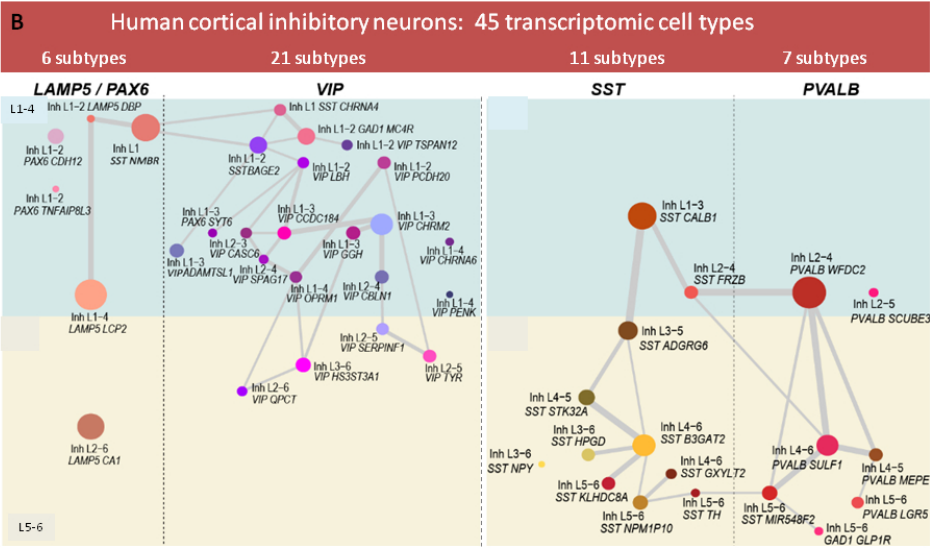 B
Human cortical inhibitory neurons: 45 transcriptomic cell types
6 subtypes
21 subtypes
11 subtypes
7 subtypes
LAMP5 / PAX6
VIP
SST
PVALB
L1-4
Inh L1–2 LAMP5 DBP
Inh L1–2
PAX6 CDH12
Inh L1
SST NMBR
Inh L1–2
PAX6 TNFAIP8L3
Inh L1–4
LAMP5 LCP2
Inh L2–6
LAMP5 CA1
L5-6
Inh L1 SST CHRNA4
Inh L1–2 GAD1 MC4R
Inh L1–2 VIP TSPAN12
Inh L1–2
SSTBAGE2
Inh L1–2
VIP LBH
Inh L1–2
VIP PCDH20
Inh L1–3
PAX6 SYT6
Inh L1–3
VIP CCDC184
Inh L1–3
VIP CHRM2
Inh L2–3
VIP CASC6
Inh L1–3
VIP GGH
Inh L1–4
VIP CHRNA6
Inh L1–3
VIPADAMTSL1
Inh L2–4
VIP SPAG17
Inh L1–4
VIP OPRM1
Inh L2–4
VIP CBLN1
Inh L1–4
VIP PENK
Inh L2–5
VIP SERPINF1
Inh L2–5
VIP TYR
Inh L3–6
VIP HS3ST3A1
Inh L2–6
VIP QPCT
Inh L1–3
SST CALB1
Inh L2–4
SST FRZB
Inh L3–5
SST ADGRG6
Inh L4–5
SST STK32A
Inh L3–6
SST HPGD
Inh L4–6
SST B3GAT2
Inh L3–6
SST NPY
Inh L4–6
SST GXYLT2
Inh L5–6
SST KLHDC8A
Inh L5–6
SST NPM1P10
Inh L5–6
SST TH
Inh L2–4
PVALB WFDC2
Inh L2–5
PVALB SCUBE3
Inh L4–6
PVALB SULF1
Inh L4–5
PVALB MEPE
Inh L5–6
SST MIR548F2
Inh L5–6
PVALB LGR5
Inh L5–6
GAD1 GLP1R